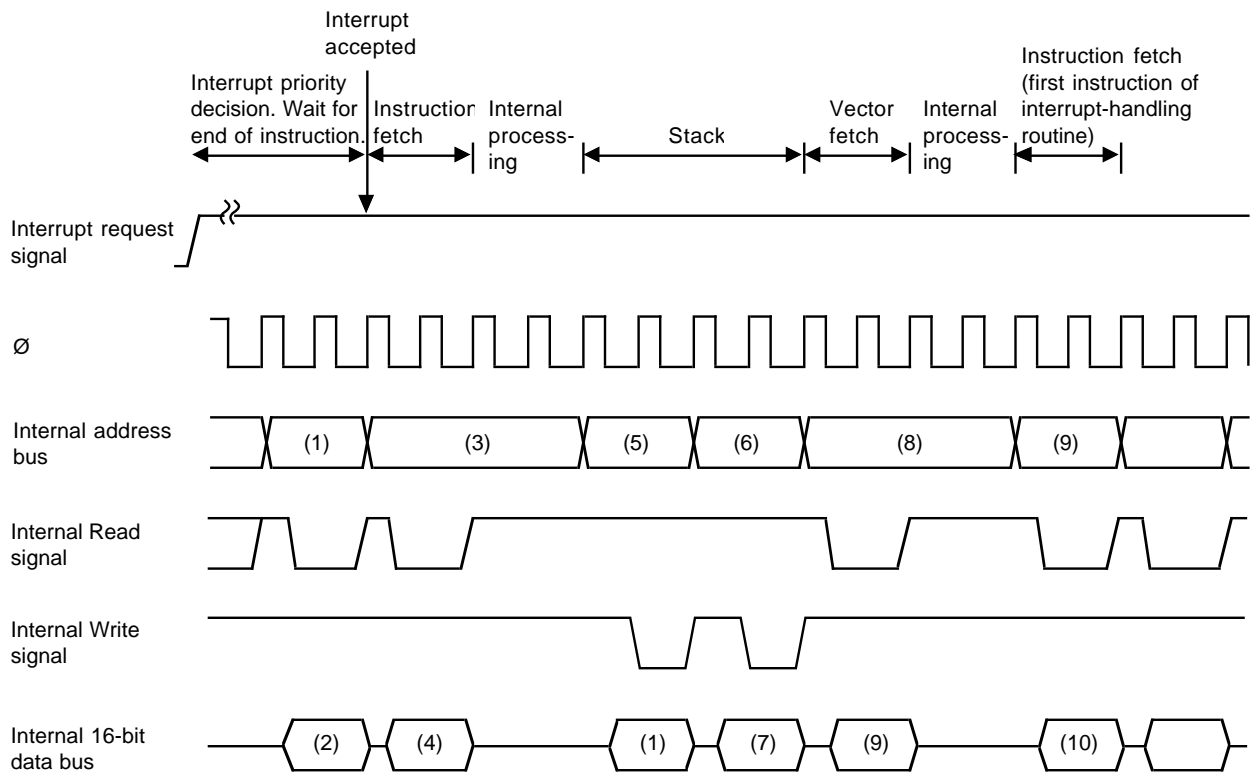 Interrupt
accepted
Interrupt priority
decision. Wait for
end of instruction.
Instruction
fetch
Internal
process-
ing
Stack
Vector
fetch
Internal
process-
ing
Instruction fetch
(first instruction of
interrupt-handling
routine)
Interrupt request
signal
Ø
Internal address
bus
(1) (3) (5) (6) (8) (9)
Internal Read
signal
Internal Write
signal
Internal 16-bit
data bus
(2) (4) (1) (7) (9) (10)